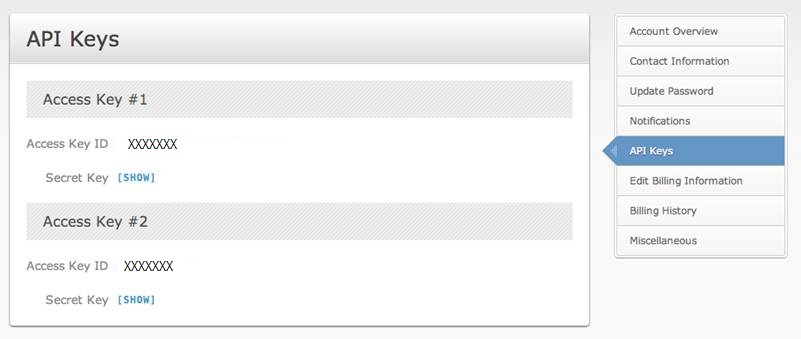 API Keys
Access Key #1
Access Key ID XXXXXXX
Secret Key [SHOW]
Access Key #2
Access Key ID XXXXXXX
Secret Key [SHOW]
Account Overview
Contact Information
Update Password
Notifications
API Keys
Edit Billing Information
Billing History
Miscellaneous